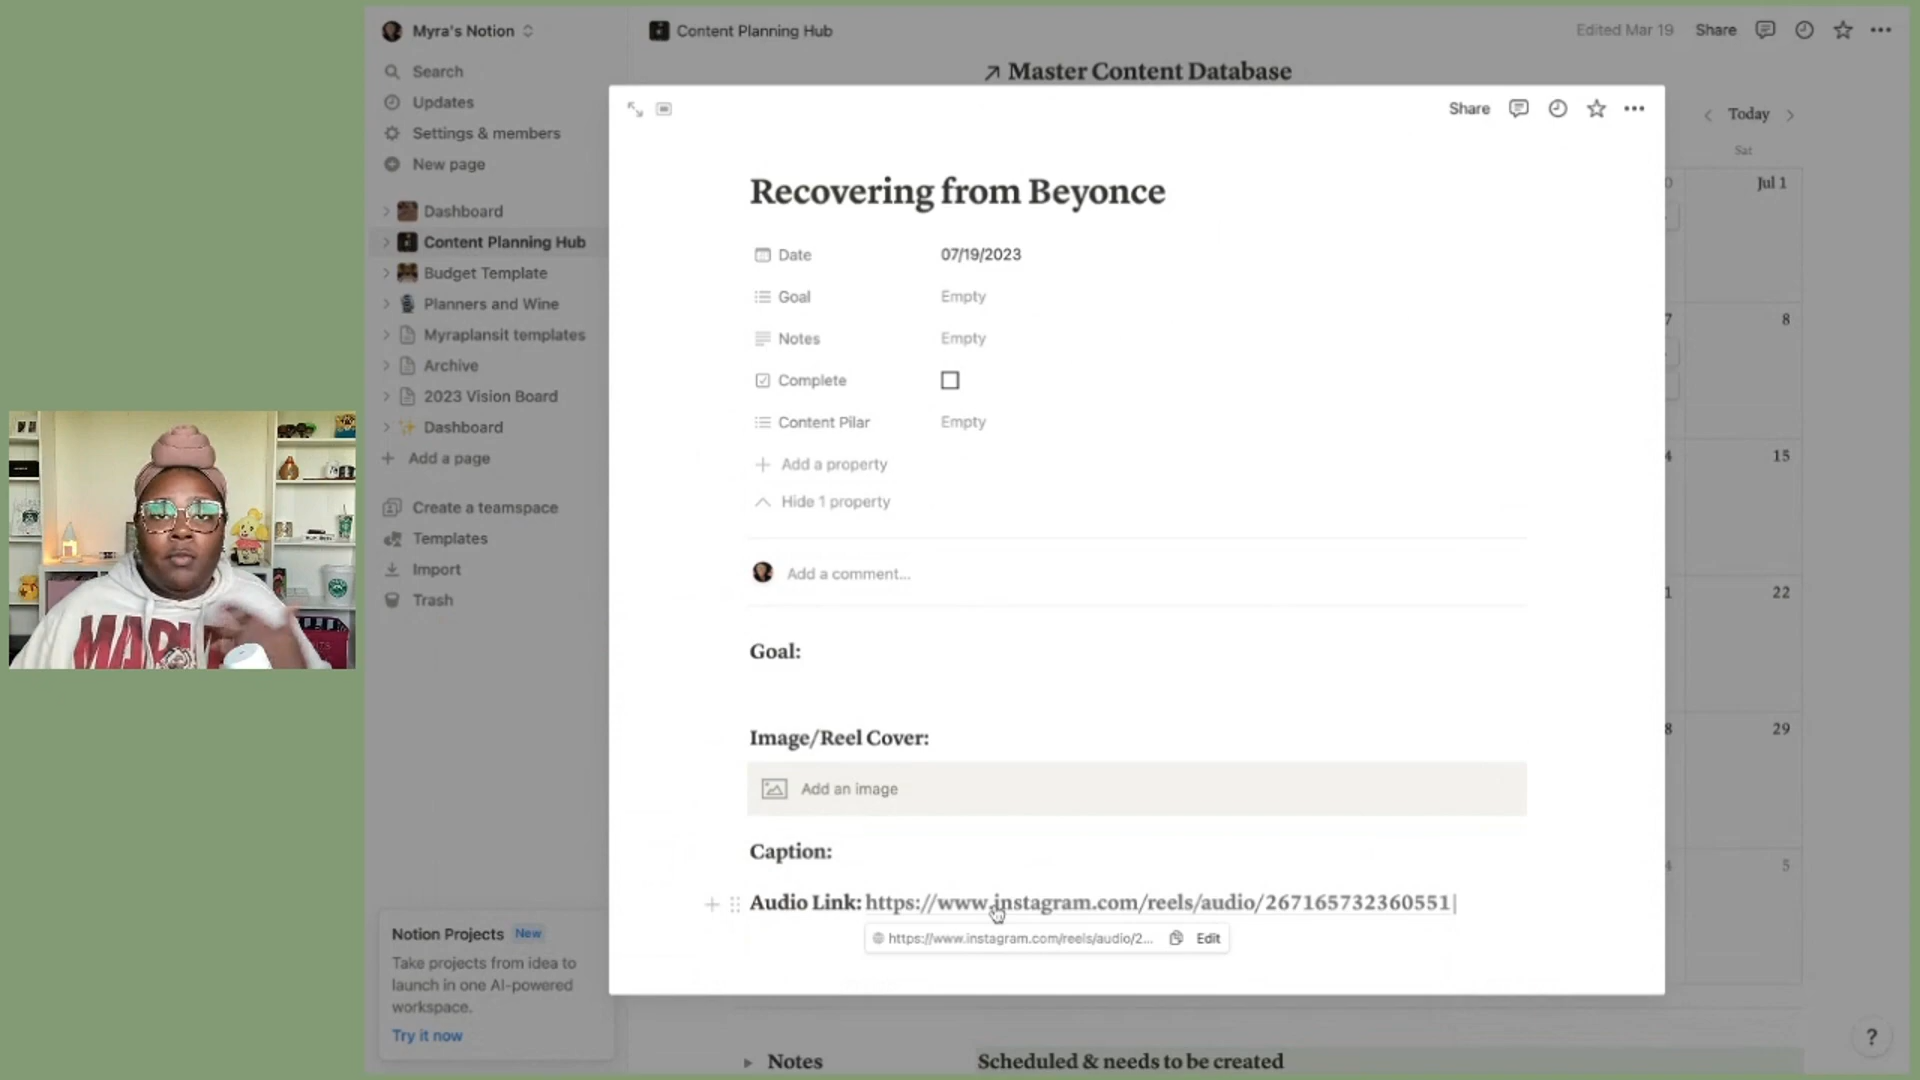 Myra's Notion
Search
Updates
Settings & members
New page
Dashboard
Content Planning Hub
Budget Template
Planners and Wine
Myraplansit templates
Archive
2023 Vision Board
Dashboard
Add a page
Create a teamspace
Templates
Import
Trash
Notion Projects New
Take projects from idea to
launch in one AI-powered
workspace.
Try it now
Content Planning Hub
Edited Mar 19 Share
Master Content Database
Today
Sat
Jul 1
8
15
22
29
5
Share
Recovering from Beyonce
Date 07/19/2023
Goal Empty
Notes Empty
Complete
Content Pilar Empty
Add a property
Hide 1 property
Add a comment...
Goal:
Image/Reel Cover:
Add an image
Caption:
Audio Link: https://www.instagram.com/reels/audio/267165732360551
https://www.instagram.com/reels/audio/2... Edit
Notes Scheduled & needs to be created
?